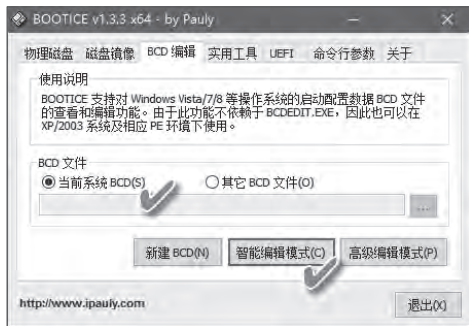 BOOTICE v1.3.3 x64 - by Pauly
物理磁盘 磁盘镜像 BCD 编辑 实用工具 UEFI 命令行参数 关于
使用说明
BOOTICE 支持对 Windows Vista/7/8 等操作系统的启动配置数据 BCD 文件
的查看和编辑功能。由于此功能不依赖于 BCDEDIT.EXE，因此也可以在
XP/2003 系统及相应 PE 环境下使用。
BCD 文件
当前系统 BCD(S) 其它 BCD 文件(O)
...
新建 BCD(N) 智能编辑模式(C) 高级编辑模式(P)
http://www.ipauly.com 退出(X)